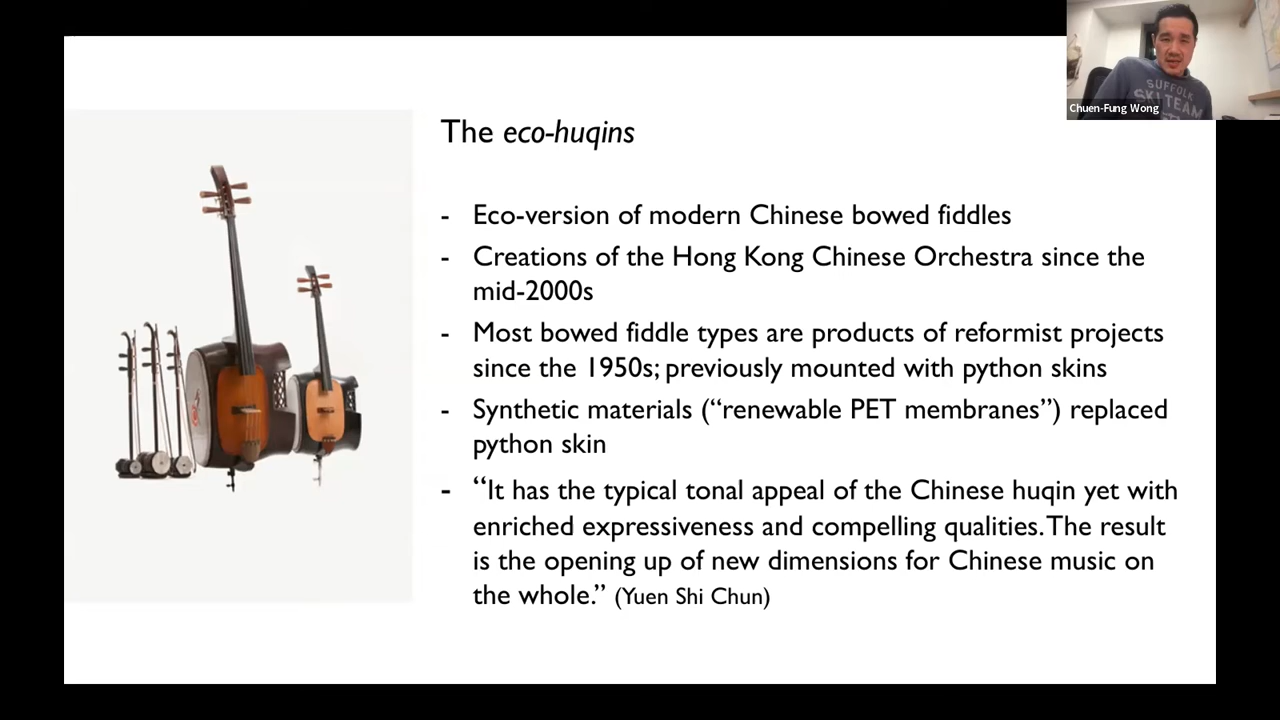 Chuen-Fung Wong
SUFFOLK
SKI TEAM
The eco-huqins
- Eco-version of modern Chinese bowed fiddles
- Creations of the Hong Kong Chinese Orchestra since the
mid-2000s
- Most bowed fiddle types are products of reformist projects
since the 1950s; previously mounted with python skins
- Synthetic materials (“renewable PET membranes”) replaced
python skin
- “It has the typical tonal appeal of the Chinese huqin yet with
enriched expressiveness and compelling qualities. The result
is the opening up of new dimensions for Chinese music on
the whole.” (Yuen Shi Chun)